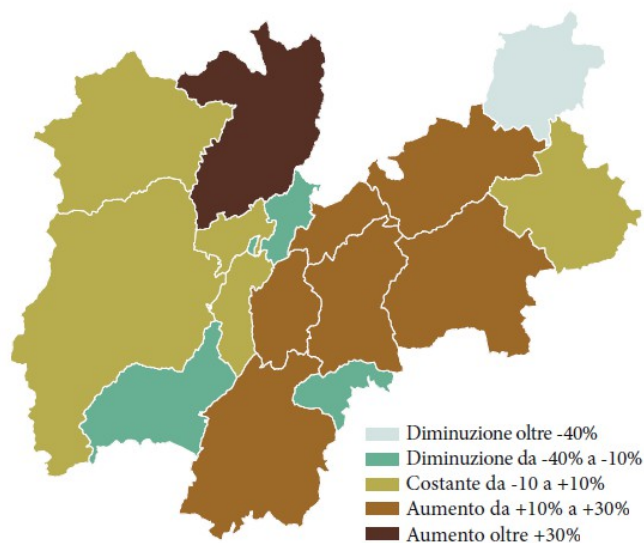 Diminuzione oltre -40%
Diminuzione da -40% a -10%
Costante da -10 a +10%
Aumento da +10% a +30%
Aumento oltre +30%